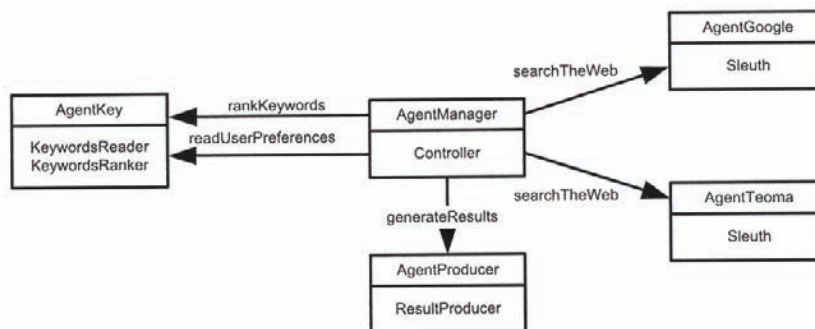 AgentGoogle
Sleuth
searchTheWeb
AgentKey
KeywordsReader
KeywordsRanker
rankKeywords
readUserPreferences
AgentManager
Controller
searchTheWeb
AgentTeoma
Sleuth
generateResults
AgentProducer
ResultProducer